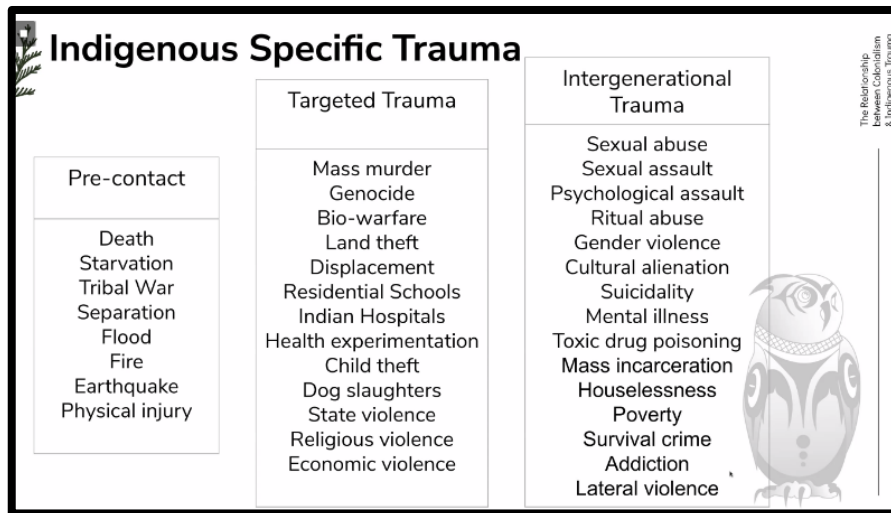 Indigenous Specific Trauma
Pre-contact
Death
Starvation
Tribal War
Separation
Flood
Fire
Earthquake
Physical injury
Targeted Trauma
Mass murder
Genocide
Bio-warfare
Land theft
Displacement
Residential Schools
Indian Hospitals
Health experimentation
Child theft
Dog slaughters
State violence
Religious violence
Economic violence
Intergenerational
Trauma
Sexual abuse
Sexual assault
Psychological assault
Ritual abuse
Gender violence
Cultural alienation
Suicidality
Mental illness
Toxic drug poisoning
Mass incarceration
Houselessness
Poverty
Survival crime
Addiction
Lateral violence
The Relationship
between Colonialism
& Indigenous Trauma